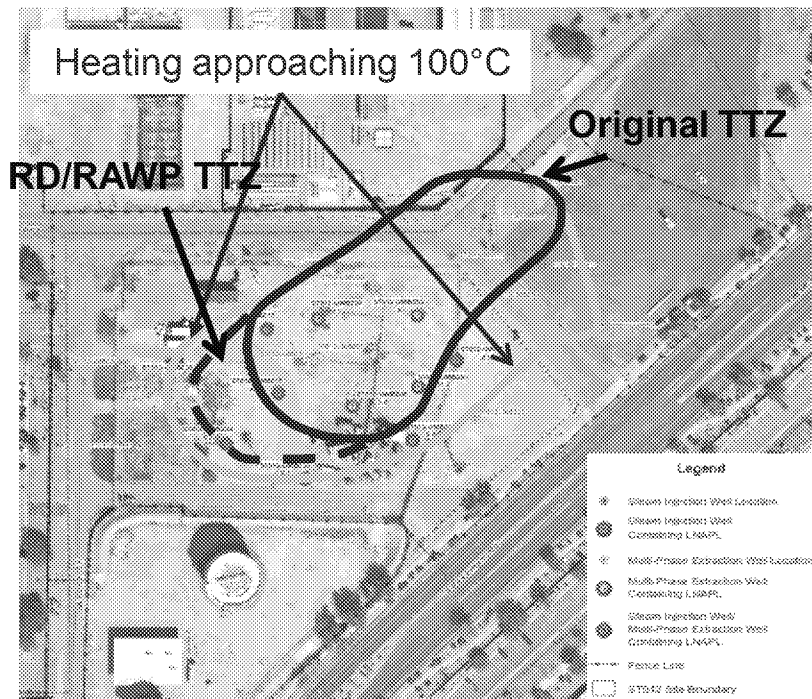 Heating approaching 100°C
Original TTZ
RD/RAWP TTZ
Legend
Steam Injection Well Location
Steam Injection Well
Containing LNAPL
Multi-Phase Extraction Well Location
Multi-Phase Extraction Well
Containing LNAPL
Steam Injection Well/
Multi-Phase Extraction Well
Containing LNAPL
Fence Line
ST012 Site Boundary